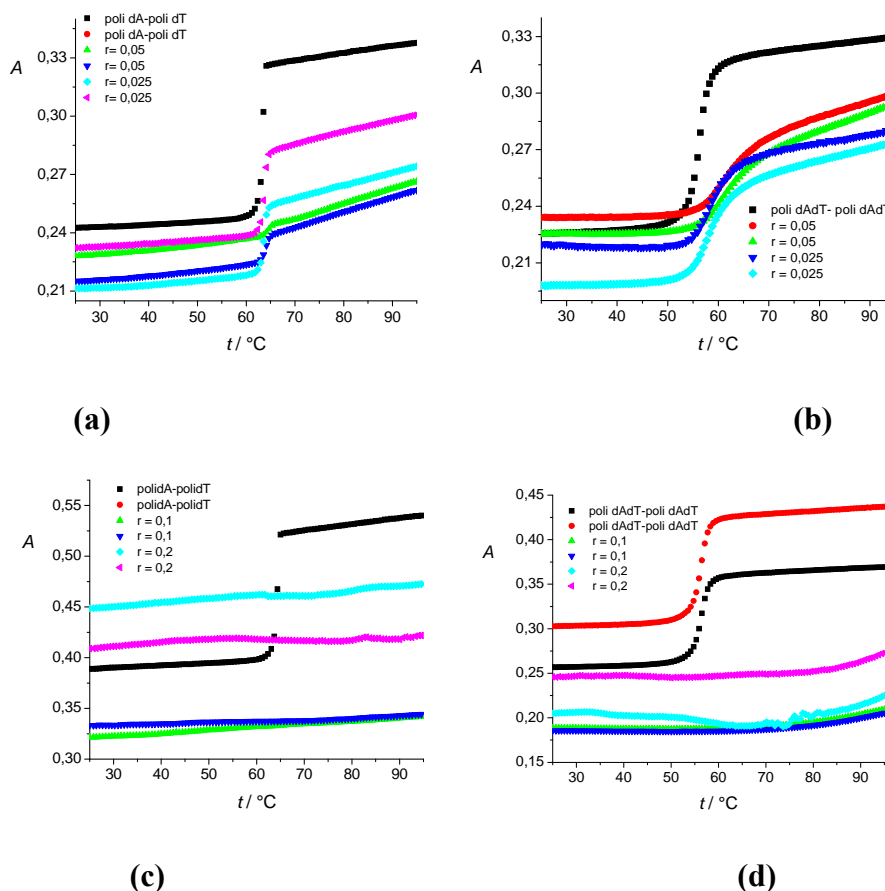 poli dA-poli dT
poli dA-poli dT
r= 0,05
r= 0,05
r= 0,025
r= 0,025
A
0,33
0,30
0,27
0,24
0,21
30 40 50 60 70 80 90
t / °C
(a)
A
0,33
0,30
0,27
0,24
0,21
poli dAdT- poli dAdT
r = 0,05
r = 0,05
r = 0,025
r = 0,025
30 40 50 60 70 80 90
t / °C
(b)
polidA-polidT
polidA-polidT
r = 0,1
r = 0,1
r = 0,2
r = 0,2
A
0,55
0,50
0,45
0,40
0,35
0,30
30 40 50 60 70 80 90
t / °C
(c)
A
0,45
0,40
0,35
0,30
0,25
0,20
0,15
poli dAdT-poli dAdT
poli dAdT-poli dAdT
r = 0,1
r = 0,1
r = 0,2
r = 0,2
30 40 50 60 70 80 90
t / °C
(d)